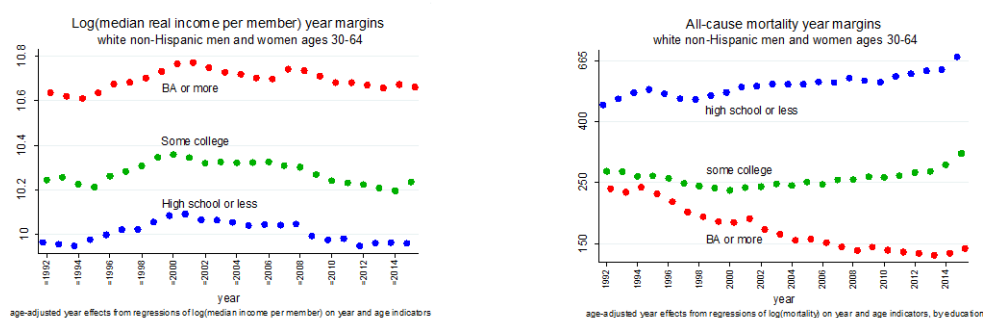 Log(median real income per member) year margins
white non-Hispanic men and women ages 30-64
10.8
10.6
10.4
10.2
10
BA or more
Some college
High school or less
=1992
=1994
=1996
=1998
=2000
=2002
=2004
=2006
=2008
=2010
=2012
=2014
year
age-adjusted year effects from regressions of log(median income per member) on year and age indicators
All-cause mortality year margins
white non-Hispanic men and women ages 30-64
665
400
250
150
high school or less
some college
BA or more
1992
1994
1996
1998
2000
2002
2004
2006
2008
2010
2012
2014
year
age-adjusted year effects from regressions of log(mortality) on year and age indicators, by education